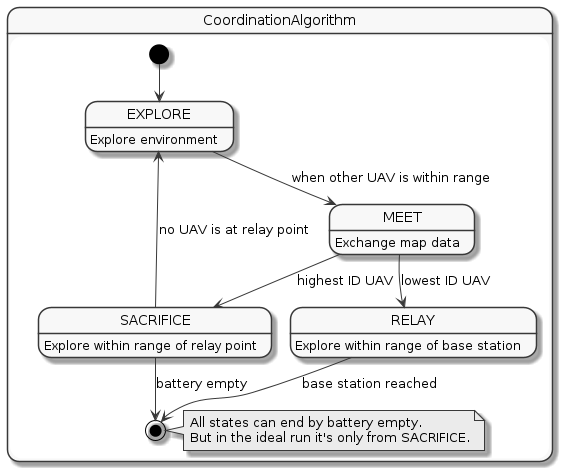 CoordinationAlgorithm
EXPLORE
Explore environment
when other UAV is within range
MEET
Exchange map data
no UAV is at relay point
highest ID UAV
lowest ID UAV
SACRIFICE
Explore within range of relay point
RELAY
Explore within range of base station
battery empty
base station reached
All states can end by battery empty.
But in the ideal run it's only from SACRIFICE.